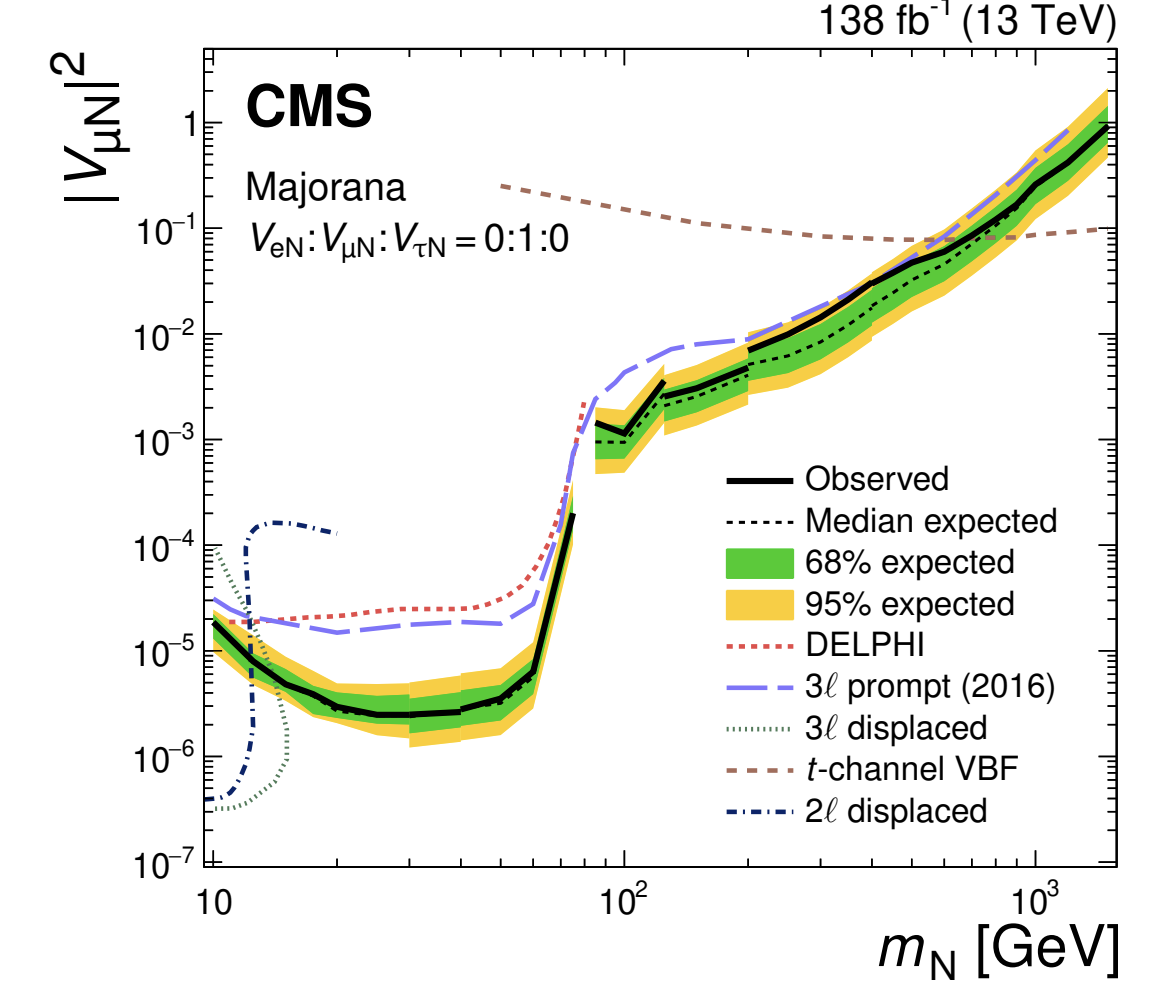 138 fb⁻¹ (13 TeV)
|V_μN|²
CMS
Majorana
V_eN : V_μN : V_τN = 0:1:0
1
10⁻¹
10⁻²
10⁻³
10⁻⁴
10⁻⁵
10⁻⁶
10⁻⁷
Observed
Median expected
68% expected
95% expected
DELPHI
3ℓ prompt (2016)
3ℓ displaced
t-channel VBF
2ℓ displaced
10 10² 10³
m_N [GeV]